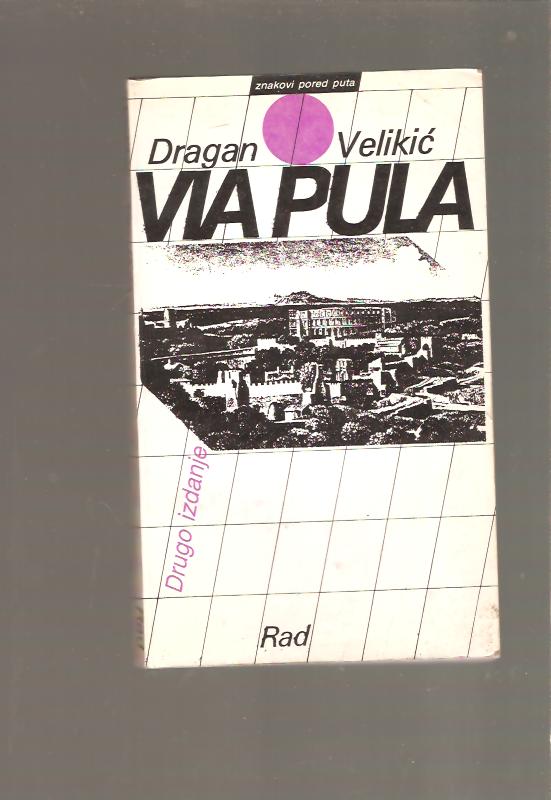 znakovi pored puta
Dragan Velikić
VIA PULA
Drugo izdanje
Rad